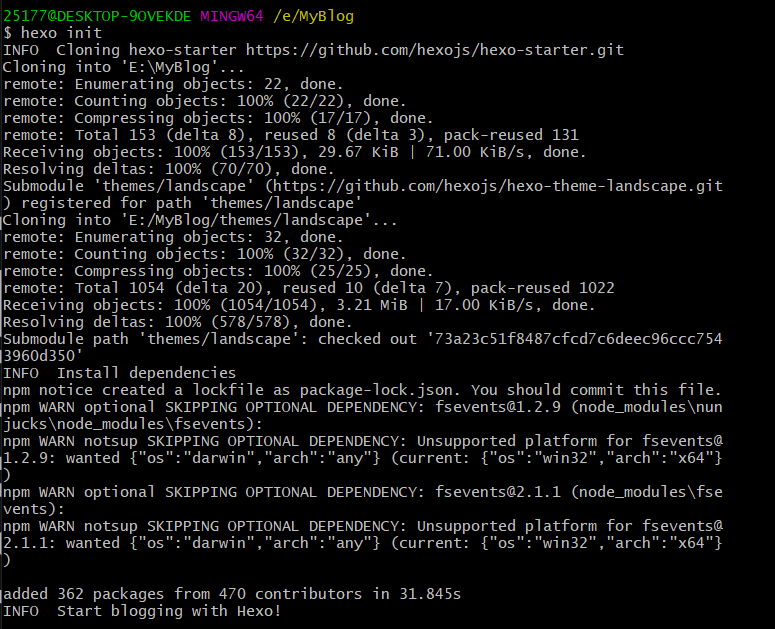 25177@DESKTOP-9OVEKDE MINGW64 /e/MyBlog
$ hexo init
INFO  Cloning hexo-starter https://github.com/hexojs/hexo-starter.git
Cloning into 'E:\MyBlog'...
remote: Enumerating objects: 22, done.
remote: Counting objects: 100% (22/22), done.
remote: Compressing objects: 100% (17/17), done.
remote: Total 153 (delta 8), reused 8 (delta 3), pack-reused 131
Receiving objects: 100% (153/153), 29.67 KiB | 71.00 KiB/s, done.
Resolving deltas: 100% (70/70), done.
Submodule 'themes/landscape' (https://github.com/hexojs/hexo-theme-landscape.git
) registered for path 'themes/landscape'
Cloning into 'E:/MyBlog/themes/landscape'...
remote: Enumerating objects: 32, done.
remote: Counting objects: 100% (32/32), done.
remote: Compressing objects: 100% (25/25), done.
remote: Total 1054 (delta 20), reused 10 (delta 7), pack-reused 1022
Receiving objects: 100% (1054/1054), 3.21 MiB | 17.00 KiB/s, done.
Resolving deltas: 100% (578/578), done.
Submodule path 'themes/landscape': checked out '73a23c51f8487cfcd7c6deec96ccc754
3960d350'
INFO  Install dependencies
npm notice created a lockfile as package-lock.json. You should commit this file.
npm WARN optional SKIPPING OPTIONAL DEPENDENCY: fsevents@1.2.9 (node_modules\nun
jucks\node_modules\fsevents):
npm WARN notsup SKIPPING OPTIONAL DEPENDENCY: Unsupported platform for fsevents@
1.2.9: wanted {"os":"darwin","arch":"any"} (current: {"os":"win32","arch":"x64"}
)
npm WARN optional SKIPPING OPTIONAL DEPENDENCY: fsevents@2.1.1 (node_modules\fse
vents):
npm WARN notsup SKIPPING OPTIONAL DEPENDENCY: Unsupported platform for fsevents@
2.1.1: wanted {"os":"darwin","arch":"any"} (current: {"os":"win32","arch":"x64"}
)
added 362 packages from 470 contributors in 31.845s
INFO  Start blogging with Hexo!